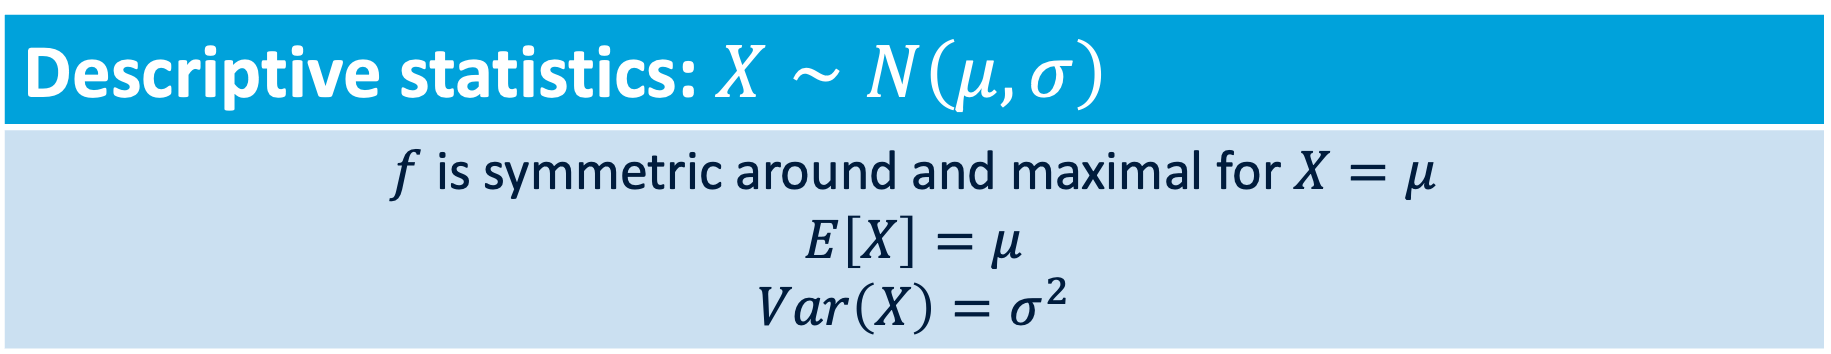 Descriptive statistics: X ~ N(μ, σ)
f is symmetric around and maximal for X = μ
E[X] = μ
Var(X) = σ²